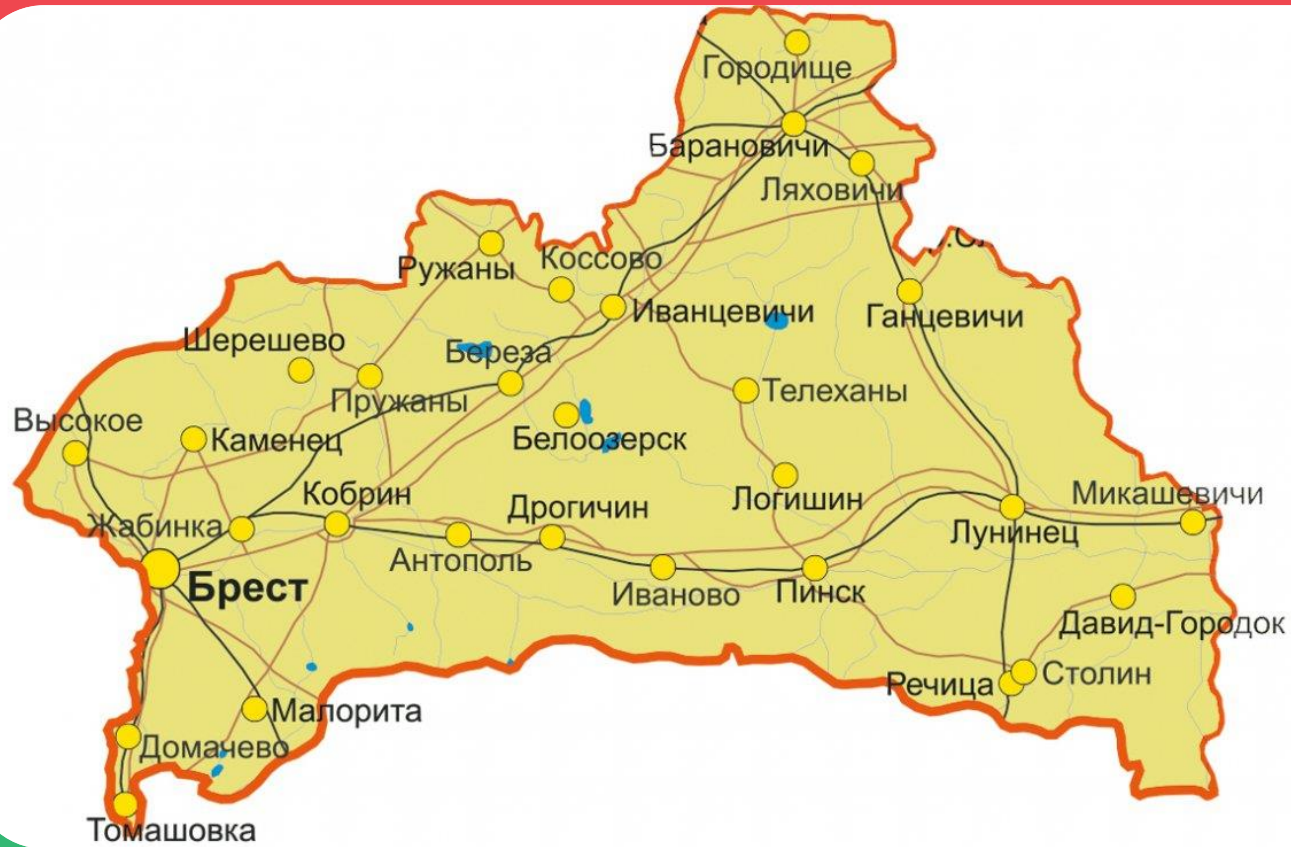 Городище
Барановичи
Ляховичи
Ружаны
Коссово
Иванцевичи
Ганцевичи
Шерешево
Береза
Пружаны
Телеханы
Высокое
Каменец
Белоозерск
Кобрин
Дрогичин
Логишин
Микашевичи
Жабинка
Антополь
Лунинец
Брест
Иваново
Пинск
Давид-Городок
Речица
Столин
Малорита
Домачево
Томашовка